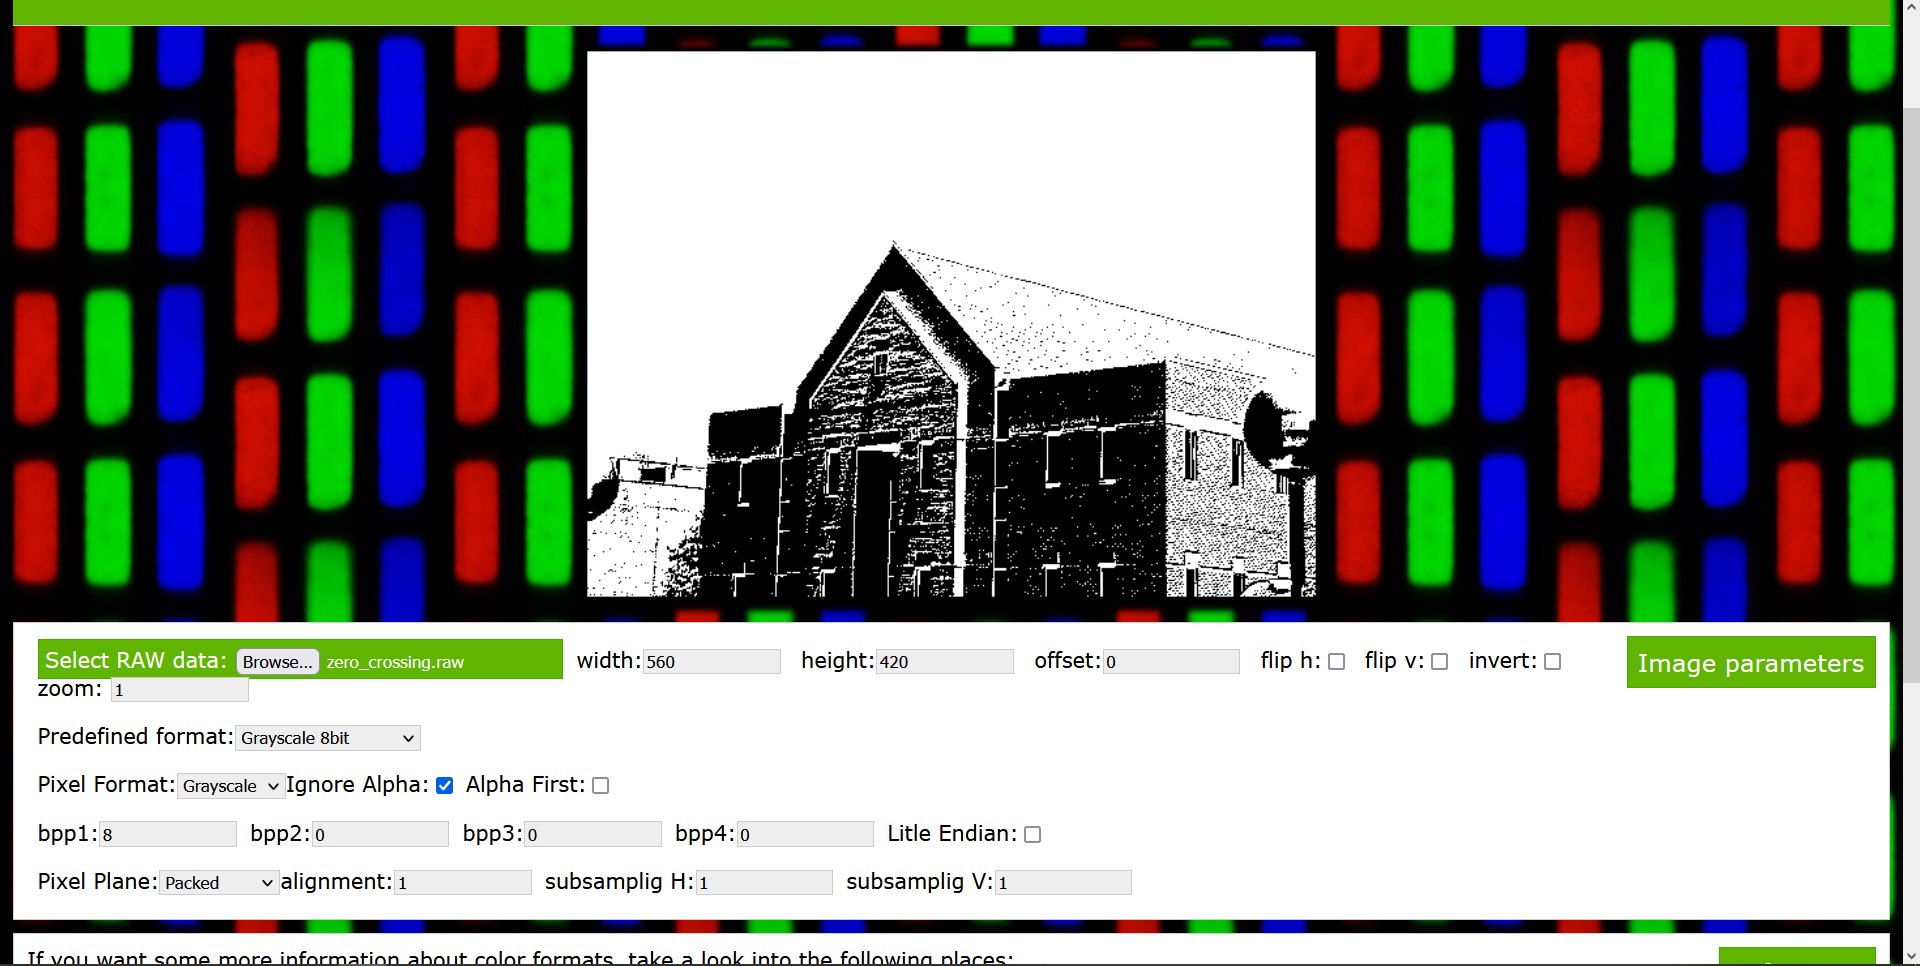 Select RAW data: Browse... zero_crossing.raw width: 560 height: 420 offset: 0 flip h: flip v: invert: Image parameters
zoom: 1
Predefined format: Grayscale 8bit
Pixel Format: Grayscale Ignore Alpha: Alpha First:
bpp1: 8 bpp2: 0 bpp3: 0 bpp4: 0 Litle Endian:
Pixel Plane: Packed alignment: 1 subsamplig H: 1 subsamplig V: 1
If you want some more information about color formats, take a look into the following places: